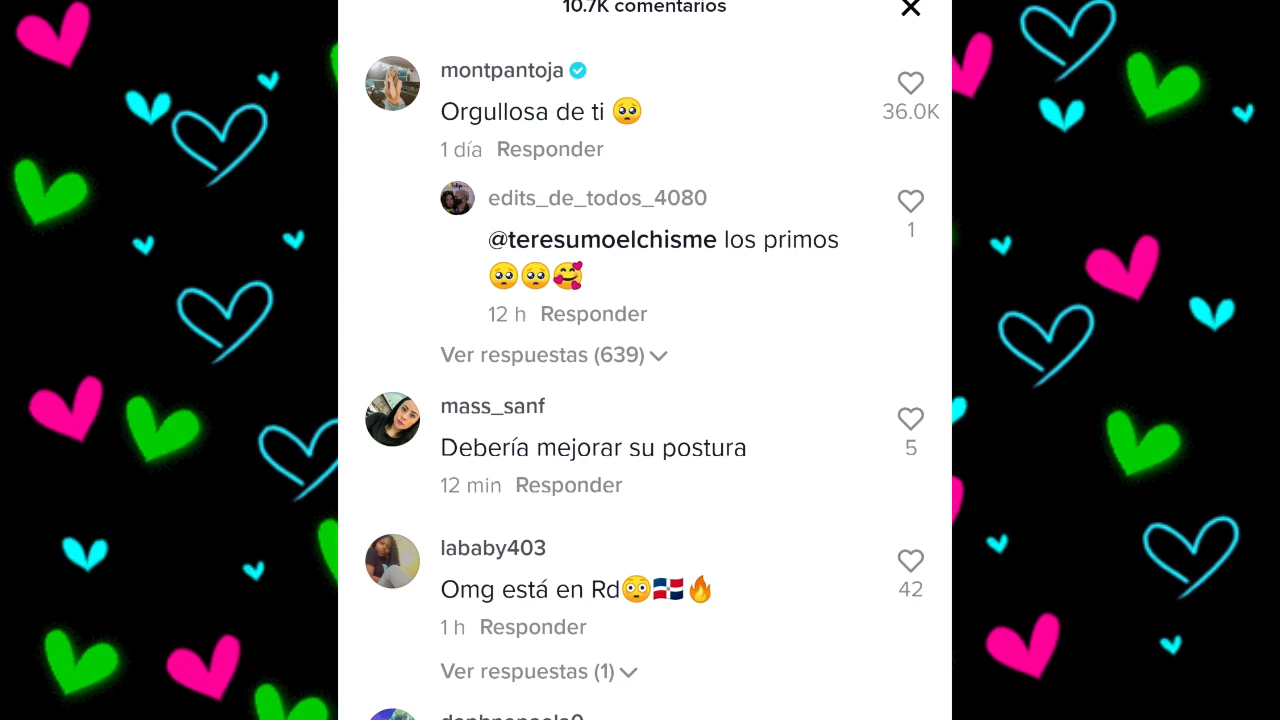 10.7K comentarios
montpantoja
Orgullosa de ti 🥺
36.0K
1 día Responder
edits_de_todos_4080
@teresumoelchisme los primos
🥺🥺🥰
1
12 h Responder
Ver respuestas (639)
mass_sanf
Debería mejorar su postura
5
12 min Responder
lababy403
Omg está en Rd😳🇩🇴🔥
42
1 h Responder
Ver respuestas (1)